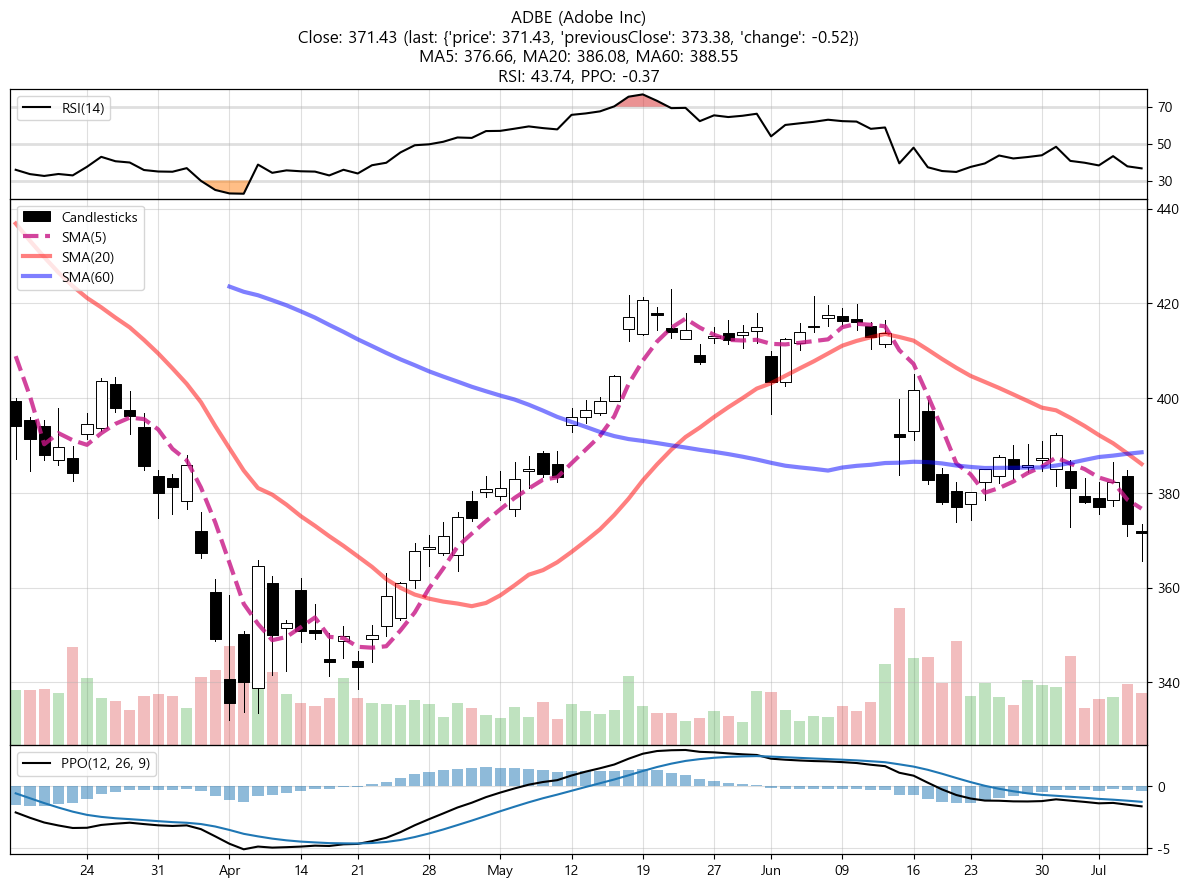 ADBE (Adobe Inc)
Close: 371.43 (last: {'price': 371.43, 'previousClose': 373.38, 'change': -0.52})
MA5: 376.66, MA20: 386.08, MA60: 388.55
RSI: 43.74, PPO: -0.37
RSI(14)
70
50
30
Candlesticks
SMA(5)
SMA(20)
SMA(60)
440
420
400
380
360
340
PPO(12, 26, 9)
0
-5
24 31 Apr 14 21 28 May 12 19 27 Jun 09 16 23 30 Jul